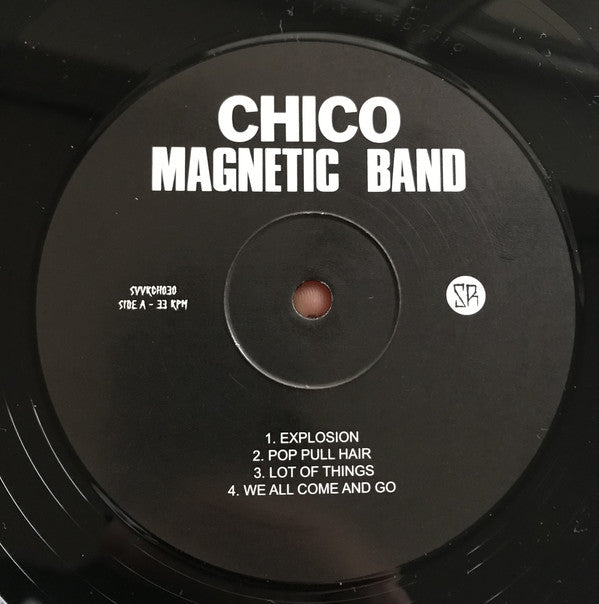 CHICO
MAGNETIC BAND
SVVRCH030
SIDE A - 33 RPM
SR
1. EXPLOSION
2. POP PULL HAIR
3. LOT OF THINGS
4. WE ALL COME AND GO